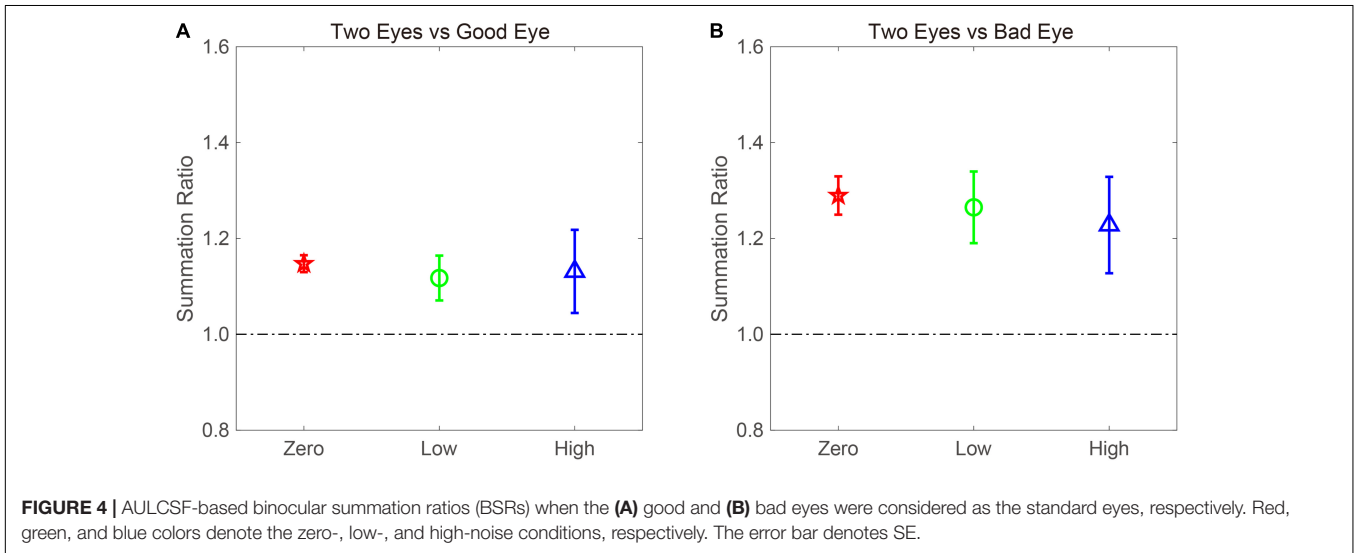 A
Two Eyes vs Good Eye
1.6
1.4
1.2
1.0
0.8
Summation Ratio
Zero Low High
B
Two Eyes vs Bad Eye
1.6
1.4
1.2
1.0
0.8
Summation Ratio
Zero Low High
FIGURE 4 | AULCSF-based binocular summation ratios (BSRs) when the (A) good and (B) bad eyes were considered as the standard eyes, respectively. Red,
green, and blue colors denote the zero-, low-, and high-noise conditions, respectively. The error bar denotes SE.